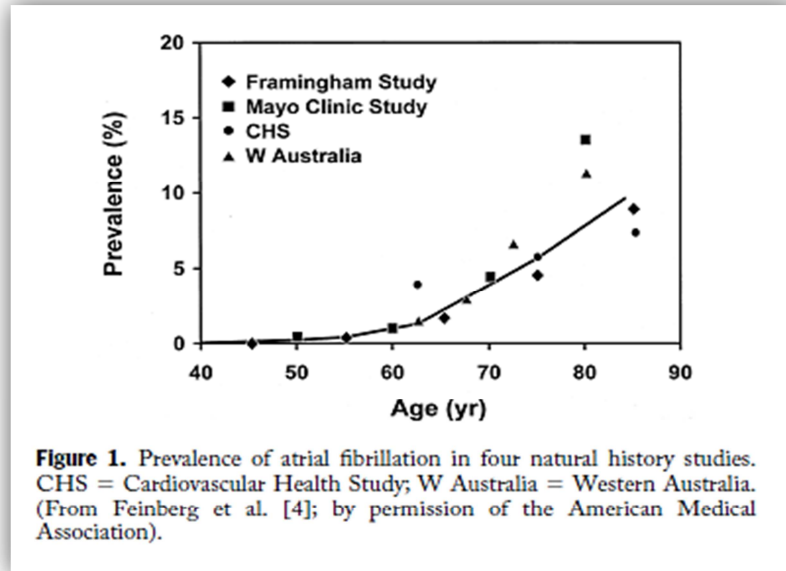 20
15
10
5
0
Prevalence (%)
◆ Framingham Study
■ Mayo Clinic Study
● CHS
▲ W Australia
40 50 60 70 80 90
Age (yr)
Figure 1. Prevalence of atrial fibrillation in four natural history studies.
CHS = Cardiovascular Health Study; W Australia = Western Australia.
(From Feinberg et al. [4]; by permission of the American Medical
Association).